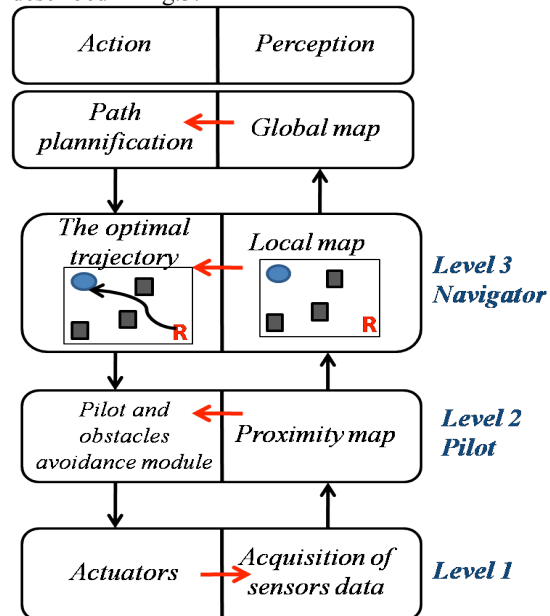 Action
Perception
Path
plannification
Global map
The optimal
trajectory
R
Local map
R
Level 3
Navigator
Pilot and
obstacles
avoidance module
Proximity map
Level 2
Pilot
Actuators
Acquisition of
sensors data
Level 1